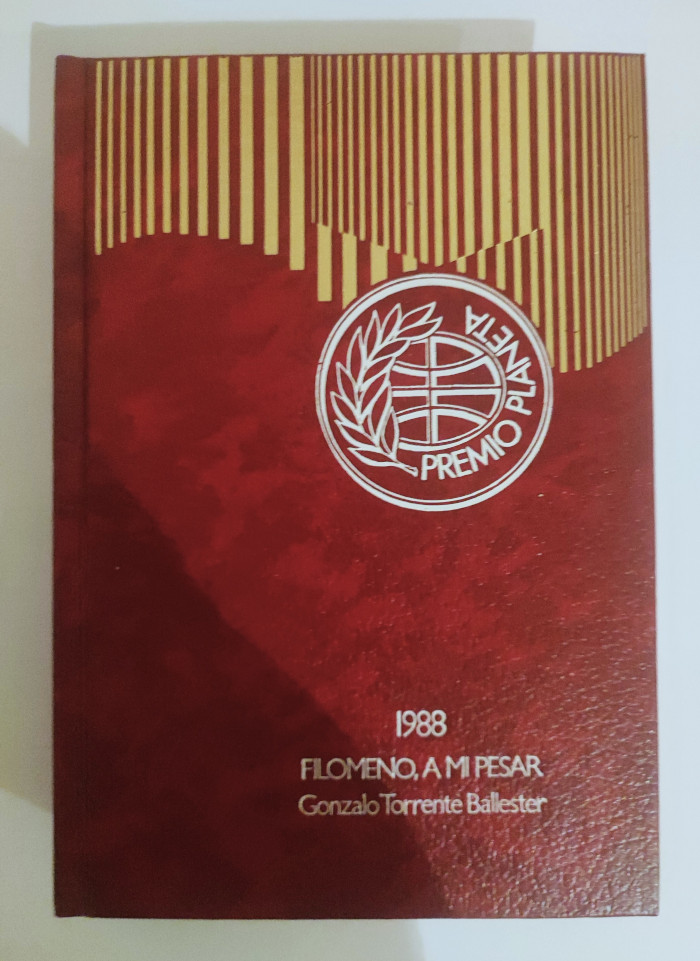 PREMIO PLANETA
1988
FILOMENO, A MI PESAR
Gonzalo Torrente Ballester